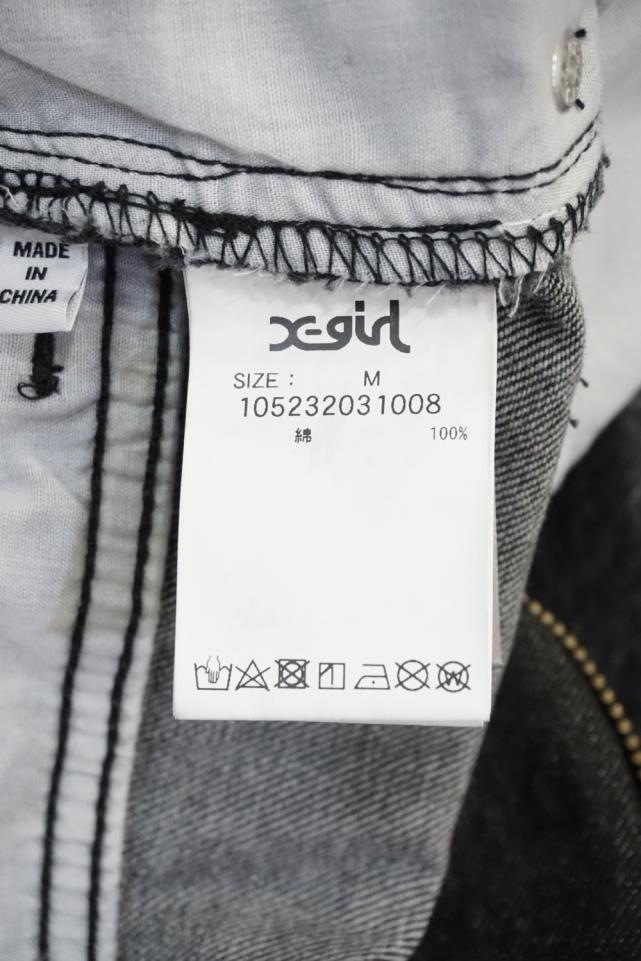 MADE
IN
CHINA
X-girl
SIZE : M
105232031008
綿 100%
W